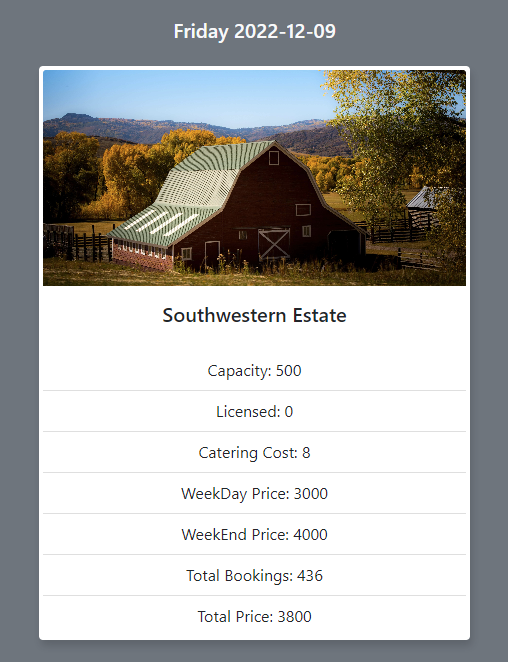 Friday 2022-12-09
Southwestern Estate
Capacity: 500
Licensed: 0
Catering Cost: 8
WeekDay Price: 3000
WeekEnd Price: 4000
Total Bookings: 436
Total Price: 3800